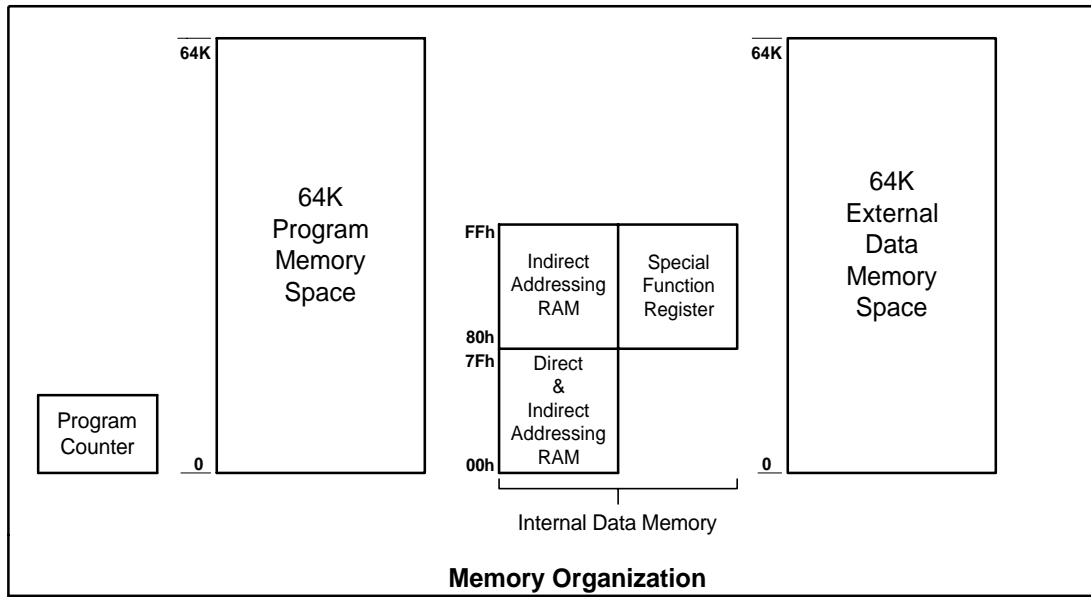 64K
0
64K
Program
Memory
Space
Program
Counter
FFh
80h
7Fh
00h
Indirect
Addressing
RAM
Special
Function
Register
Direct
&
Indirect
Addressing
RAM
Internal Data Memory
64K
0
64K
External
Data
Memory
Space
Memory Organization